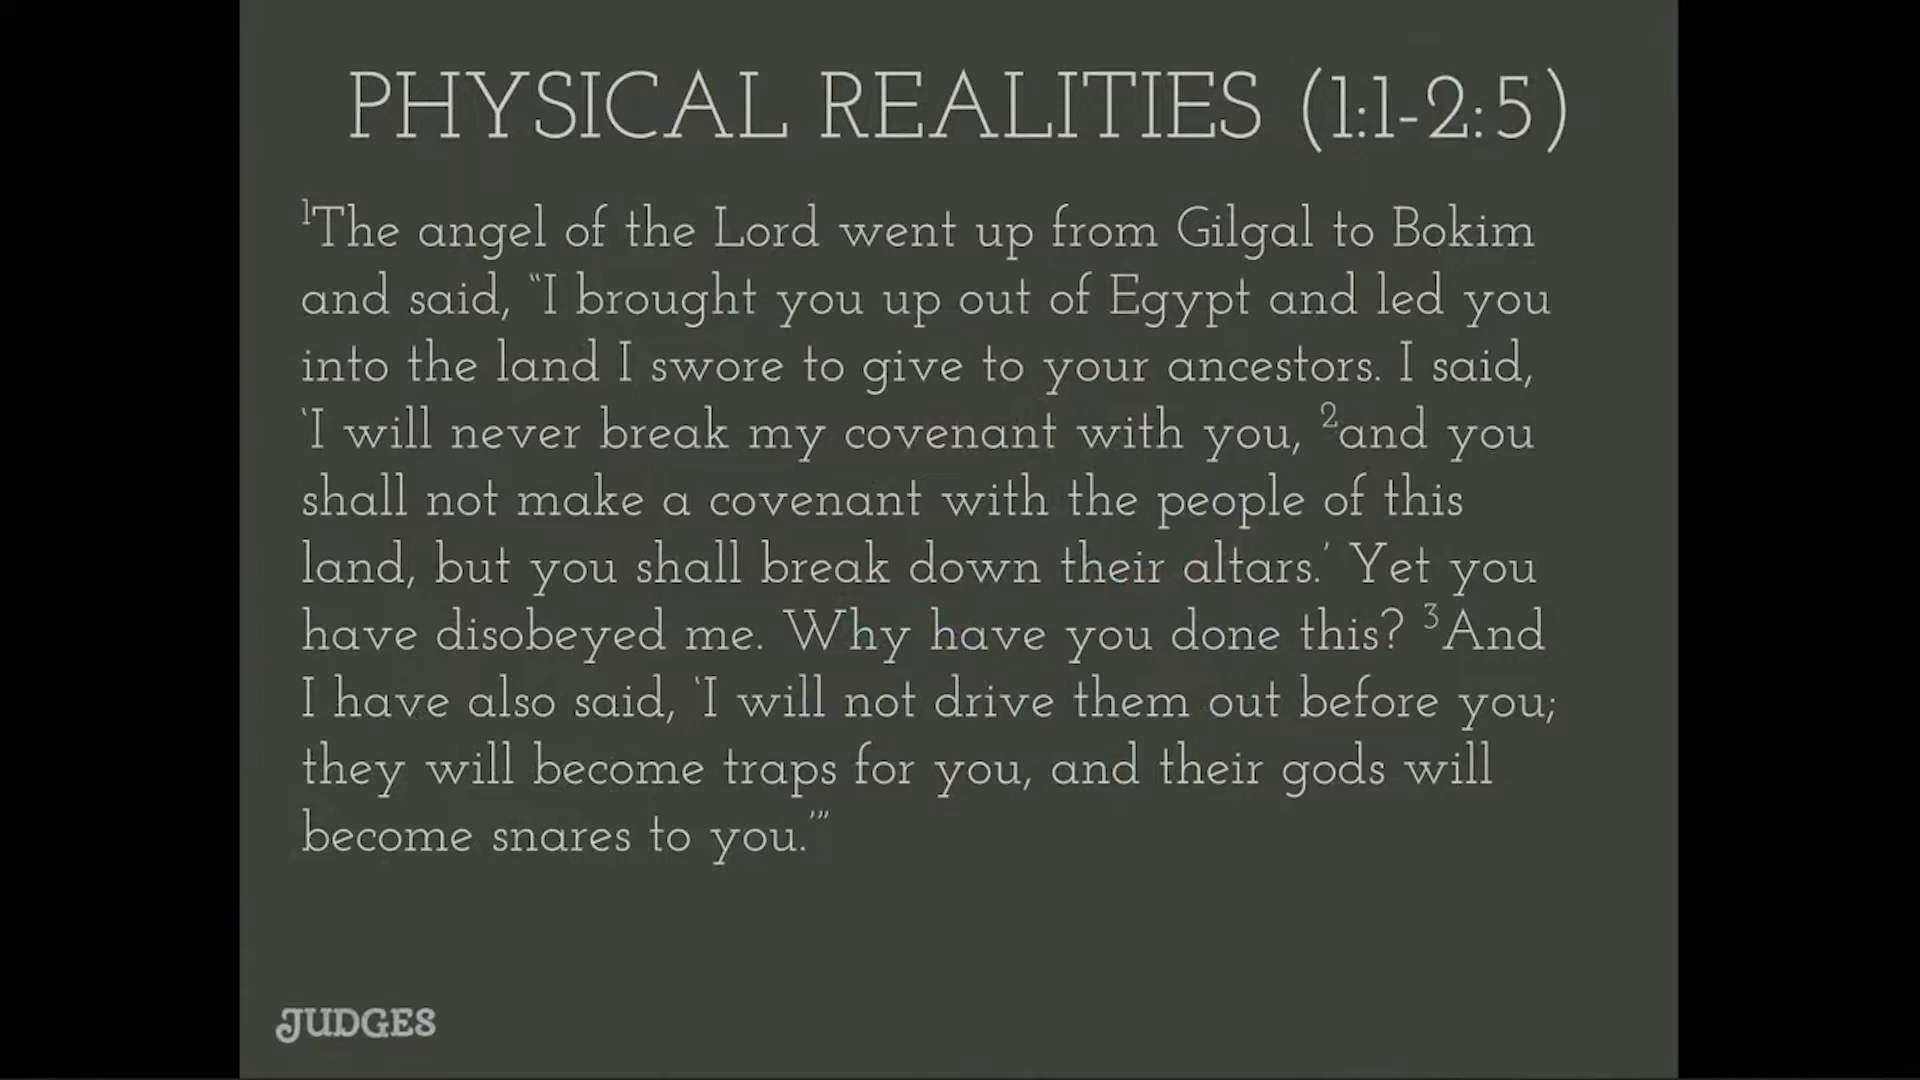 PHYSICAL REALITIES (1:1-2:5)
¹The angel of the Lord went up from Gilgal to Bokim
and said, “I brought you up out of Egypt and led you
into the land I swore to give to your ancestors. I said,
‘I will never break my covenant with you, ²and you
shall not make a covenant with the people of this
land, but you shall break down their altars.’ Yet you
have disobeyed me. Why have you done this? ³And
I have also said, ‘I will not drive them out before you;
they will become traps for you, and their gods will
become snares to you.’”
JUDGES